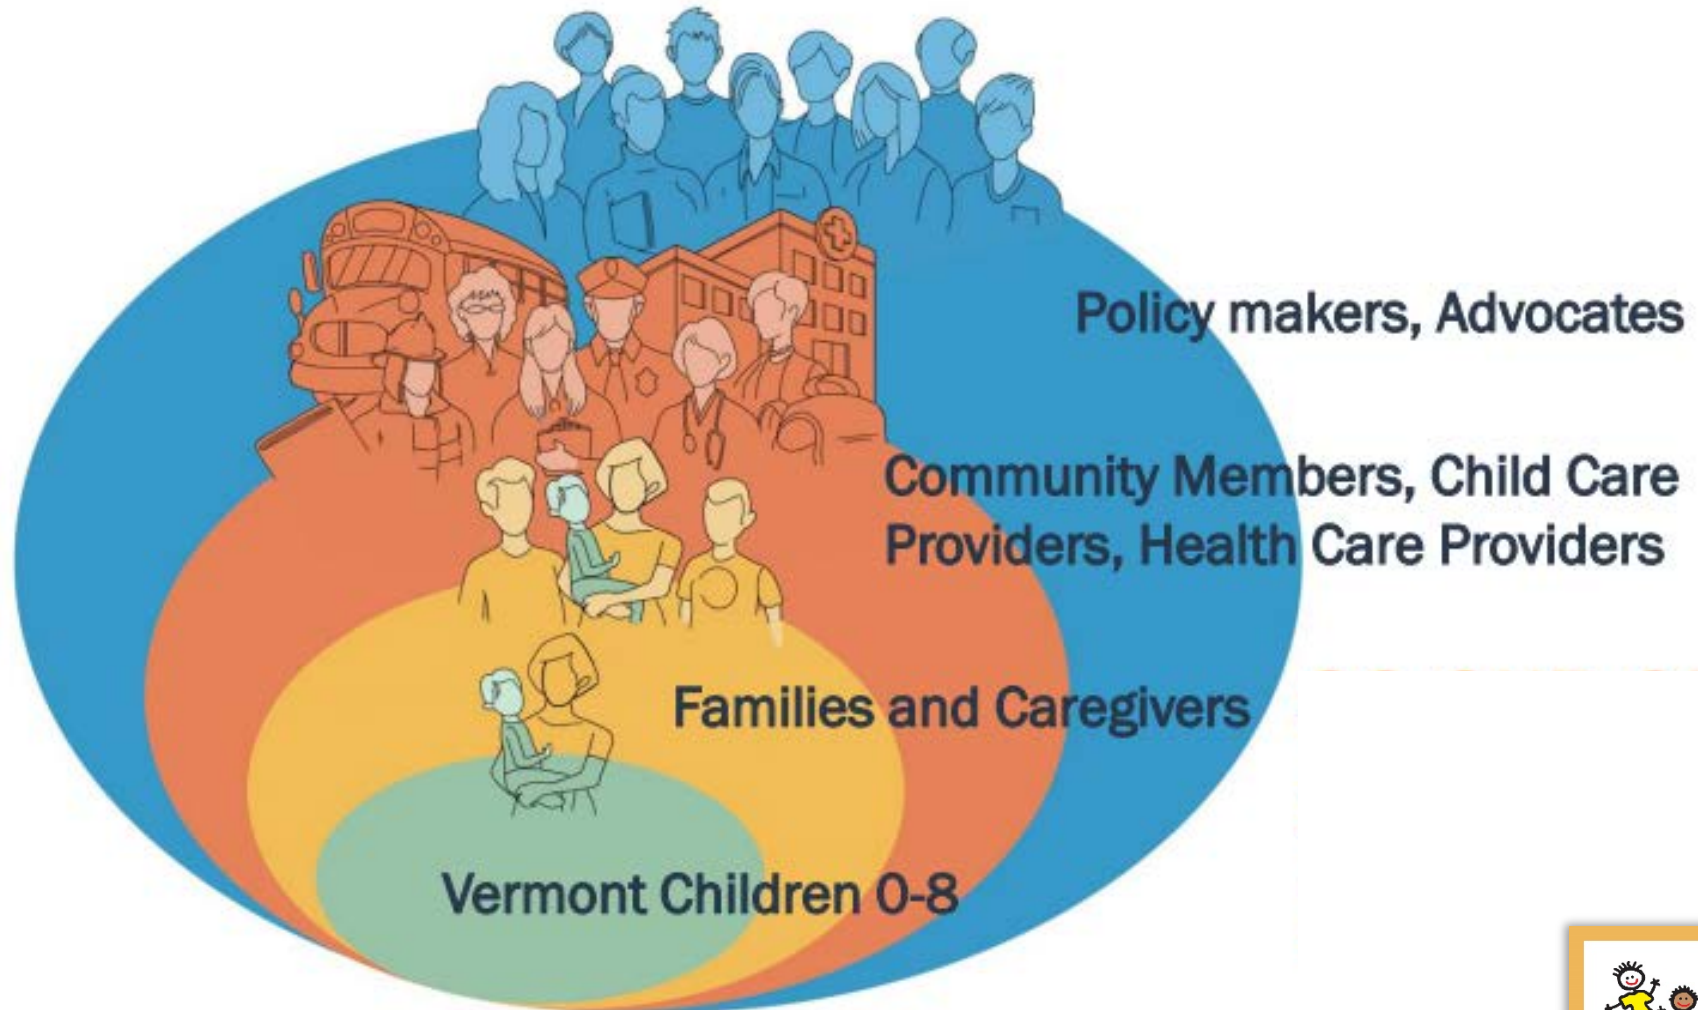 Policy makers, Advocates
Community Members, Child Care
Providers, Health Care Providers
Families and Caregivers
Vermont Children 0-8